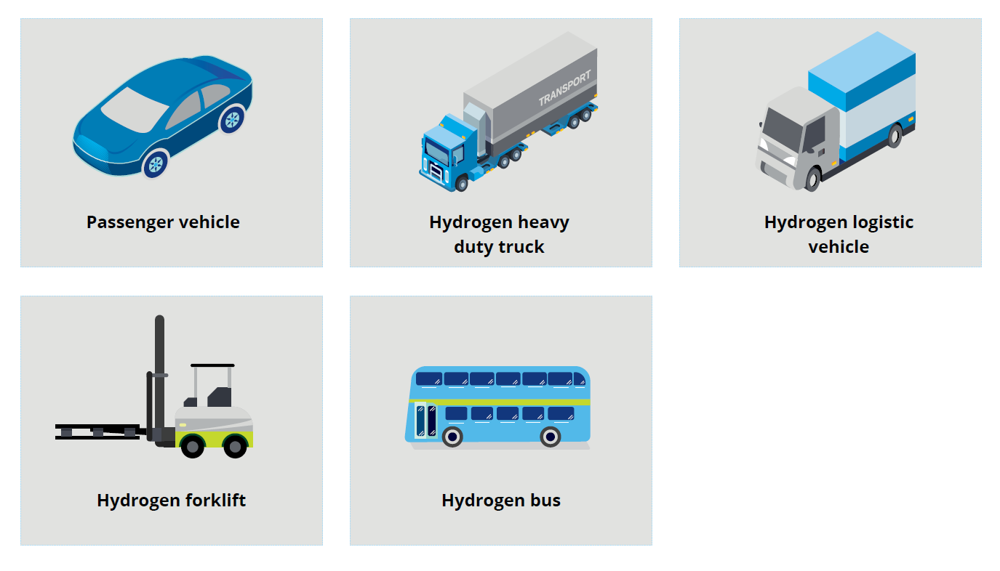 TRANSPORT
Passenger vehicle
Hydrogen heavy
duty truck
Hydrogen logistic
vehicle
Hydrogen forklift
Hydrogen bus